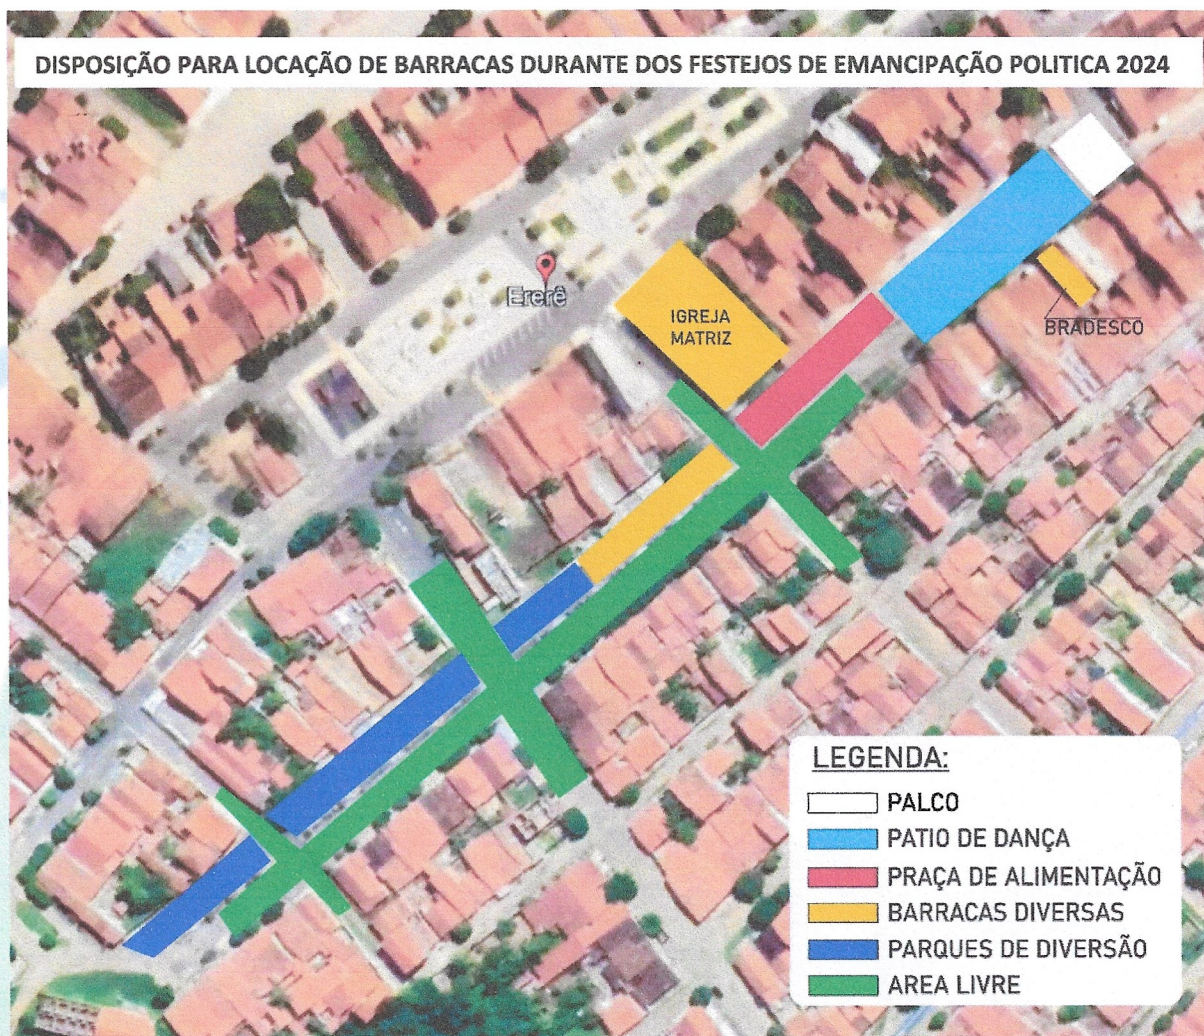 DISPOSIÇÃO PARA LOCAÇÃO DE BARRACAS DURANTE DOS FESTEJOS DE EMANCIPAÇÃO POLITICA 2024
Ererê
IGREJA
MATRIZ
BRADESCO
LEGENDA:
PALCO
PATIO DE DANÇA
PRAÇA DE ALIMENTAÇÃO
BARRACAS DIVERSAS
PARQUES DE DIVERSÃO
AREA LIVRE